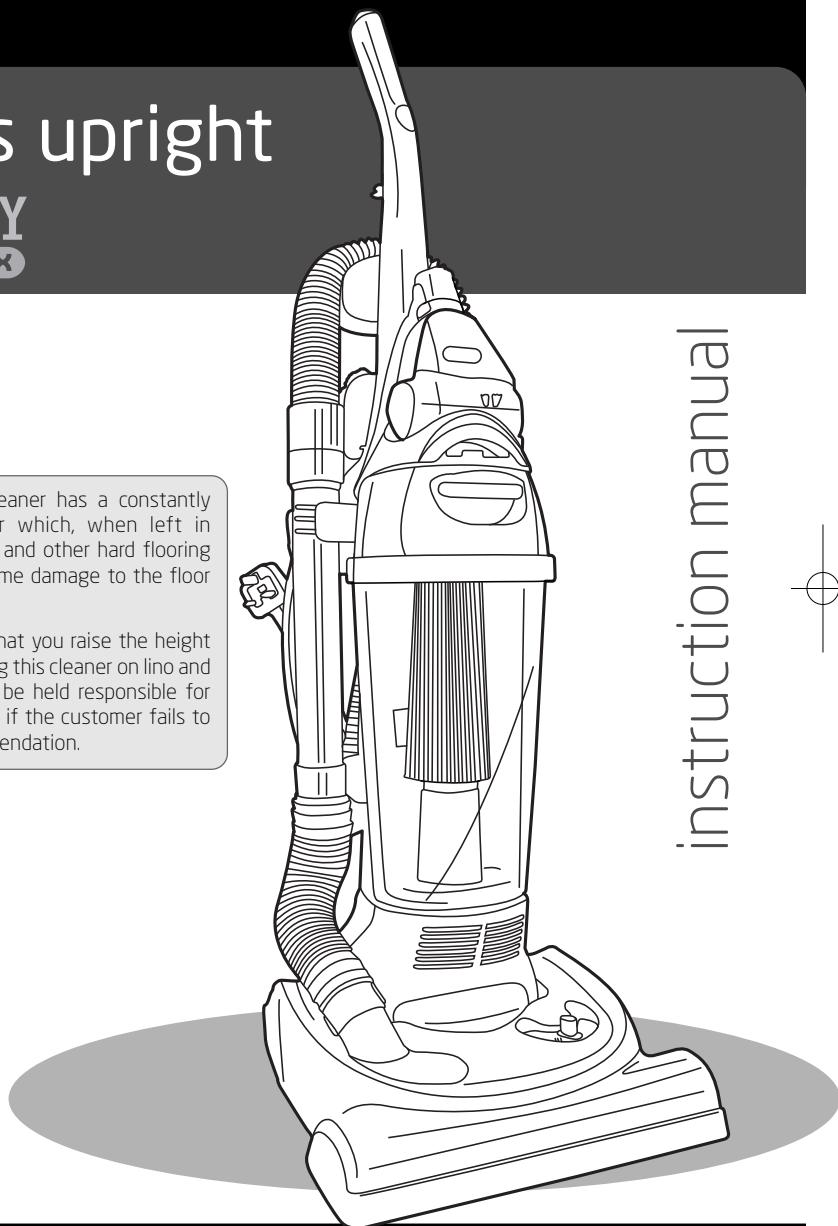 s upright
Y
x
eaner has a constantly
r which, when left in
and other hard flooring
me damage to the floor
hat you raise the height
g this cleaner on lino and
be held responsible for
if the customer fails to
endation.
instruction manual